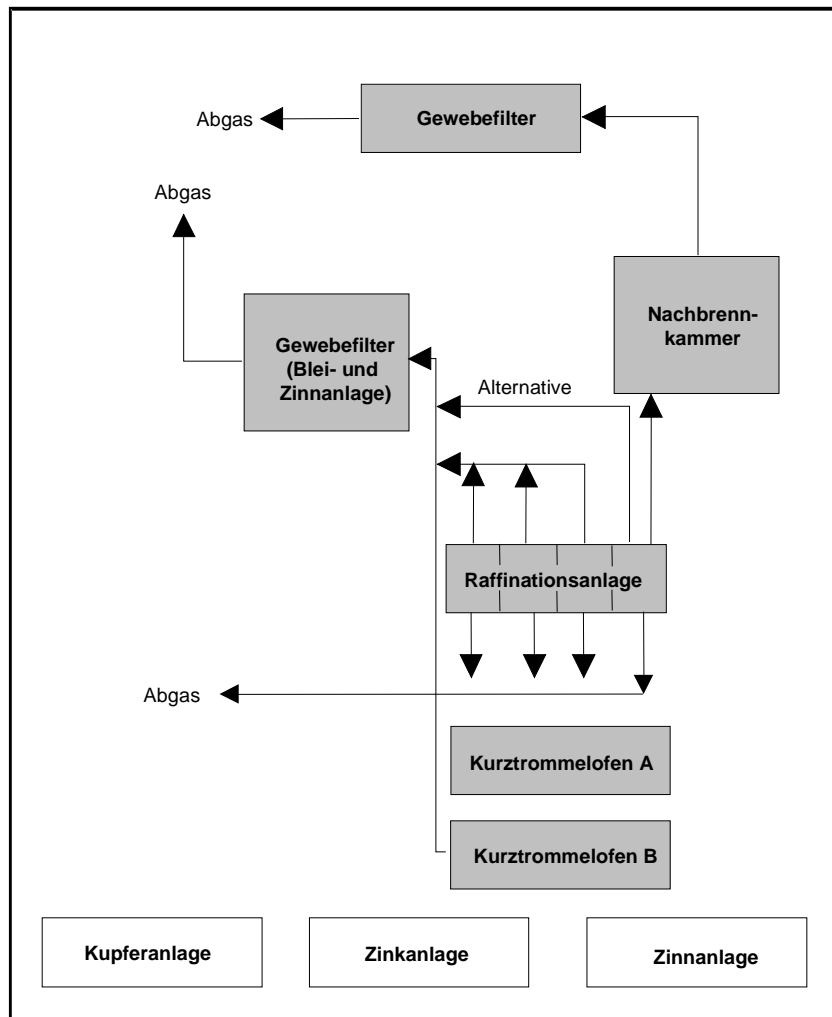 Abgas
Gewebefilter
Abgas
Nachbrenn-
kammer
Gewebefilter
(Blei- und
Zinnanlage)
Alternative
Raffinationsanlage
Abgas
Kurztrommelofen A
Kurztrommelofen B
Kupferanlage
Zinkanlage
Zinnanlage